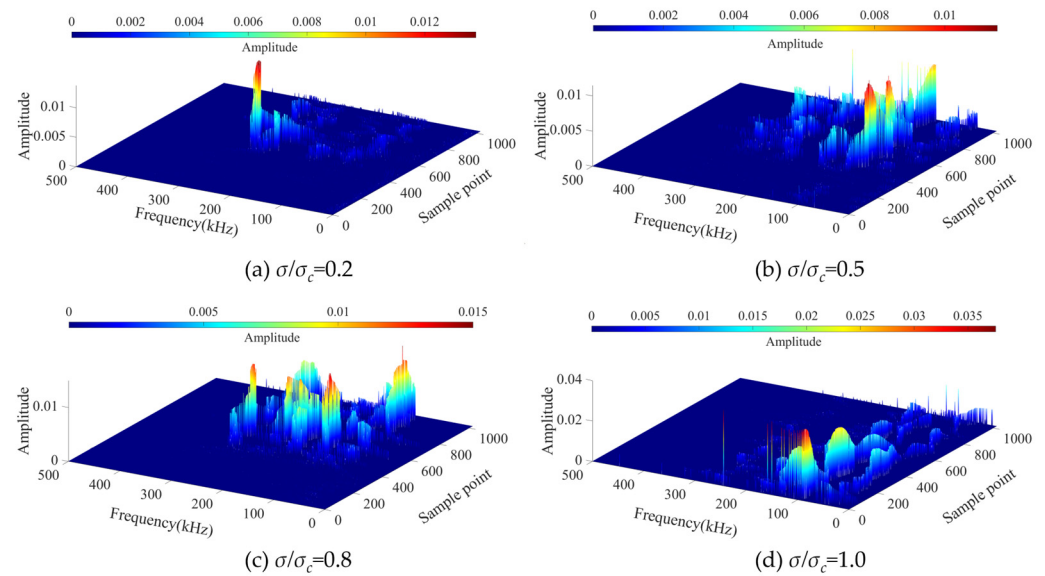 0 0.002 0.004 0.006 0.008 0.01 0.012
Amplitude
Amplitude
0.01
0.005
0
500
400
300
200
100
0
Frequency(kHz)
0
200
400
600
800
1000
Sample point
(a) σ/σc=0.2
0 0.002 0.004 0.006 0.008 0.01
Amplitude
Amplitude
0.01
0.005
0
500
400
300
200
100
0
Frequency(kHz)
0
200
400
600
800
1000
Sample point
(b) σ/σc=0.5
0 0.005 0.01 0.015
Amplitude
Amplitude
0.01
0
500
400
300
200
100
0
Frequency(kHz)
0
200
400
600
800
1000
Sample point
(c) σ/σc=0.8
0 0.005 0.01 0.015 0.02 0.025 0.03 0.035
Amplitude
Amplitude
0.04
0.02
0
500
400
300
200
100
0
Frequency(kHz)
0
200
400
600
800
1000
Sample point
(d) σ/σc=1.0